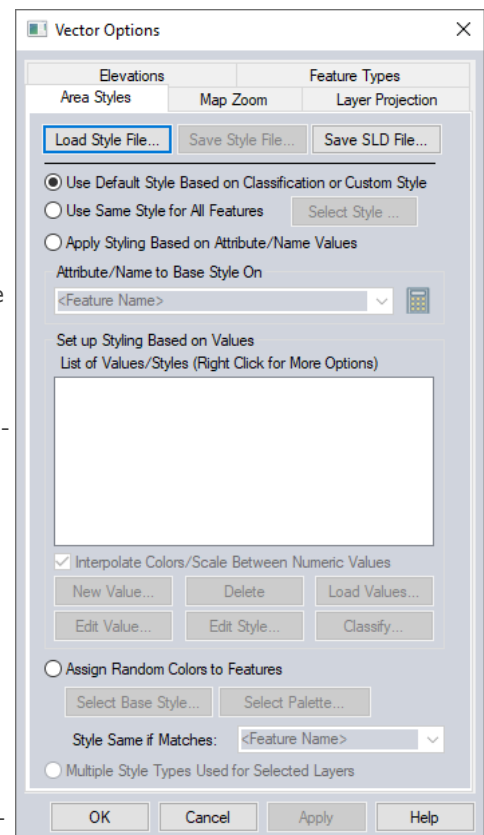 Vector Options
Elevations Feature Types
Area Styles Map Zoom Layer Projection
Load Style File... Save Style File... Save SLD File...
Use Default Style Based on Classification or Custom Style
Use Same Style for All Features Select Style ...
Apply Styling Based on Attribute/Name Values
Attribute/Name to Base Style On
<Feature Name>
Set up Styling Based on Values
List of Values/Styles (Right Click for More Options)
Interpolate Colors/Scale Between Numeric Values
New Value... Delete Load Values...
Edit Value... Edit Style... Classify...
Assign Random Colors to Features
Select Base Style... Select Palette...
Style Same if Matches: <Feature Name>
Multiple Style Types Used for Selected Layers
OK Cancel Apply Help